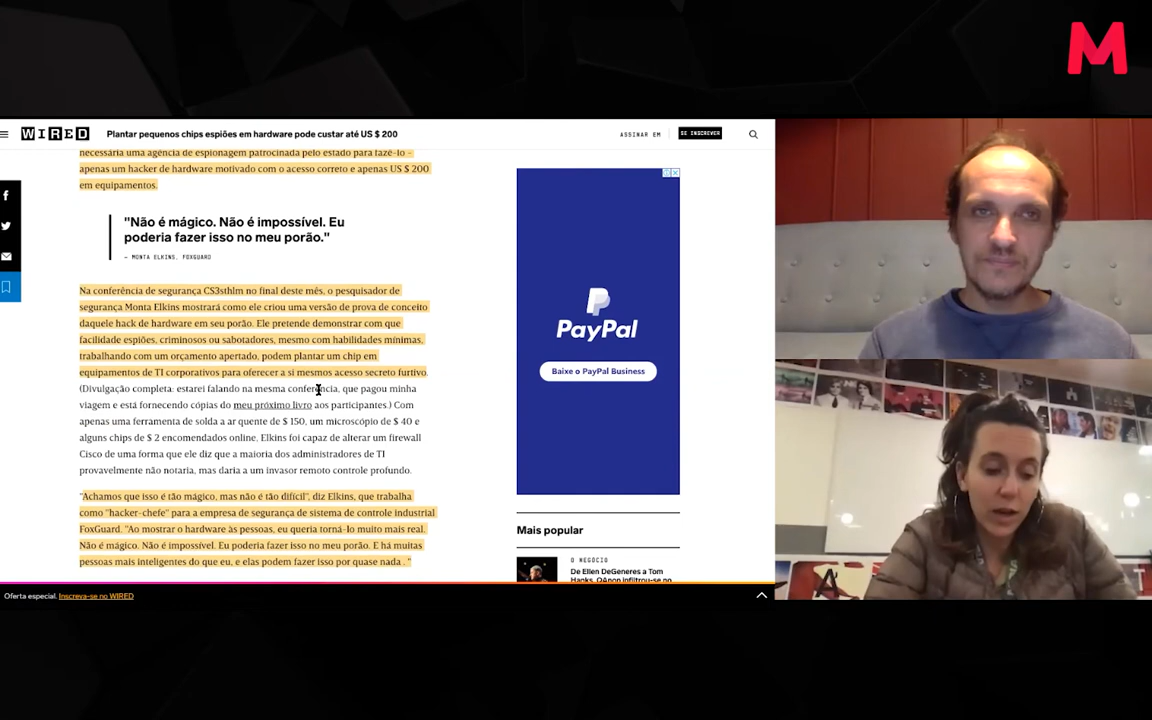 M
WIRED
Plantar pequenos chips espiões em hardware pode custar até US $ 200
ASSINAR EM
SE INSCREVER
necessária uma agência de espionagem patrocinada pelo estado para fazê-lo –
apenas um hacker de hardware motivado com o acesso correto e apenas US $ 200
em equipamentos.
"Não é mágico. Não é impossível. Eu
poderia fazer isso no meu porão."
– MONTA ELKINS, FOXGUARD
Na conferência de segurança CS3sthlm no final deste mês, o pesquisador de
segurança Monta Elkins mostrará como ele criou uma versão de prova de conceito
daquele hack de hardware em seu porão. Ele pretende demonstrar com que
facilidade espiões, criminosos ou sabotadores, mesmo com habilidades mínimas,
trabalhando com um orçamento apertado, podem plantar um chip em
equipamentos de TI corporativos para oferecer a si mesmos acesso secreto furtivo.
(Divulgação completa: estarei falando na mesma conferência, que pagou minha
viagem e está fornecendo cópias do meu próximo livro aos participantes.) Com
apenas uma ferramenta de solda a ar quente de $ 150, um microscópio de $ 40 e
alguns chips de $ 2 encomendados online, Elkins foi capaz de alterar um firewall
Cisco de uma forma que ele diz que a maioria dos administradores de TI
provavelmente não notaria, mas daria a um invasor remoto controle profundo.
"Achamos que isso é tão mágico, mas não é tão difícil", diz Elkins, que trabalha
como "hacker-chefe" para a empresa de segurança de sistema de controle industrial
FoxGuard. "Ao mostrar o hardware às pessoas, eu queria torná-lo muito mais real.
Não é mágico. Não é impossível. Eu poderia fazer isso no meu porão. E há muitas
pessoas mais inteligentes do que eu, e elas podem fazer isso por quase nada . "
PayPal
Baixe o PayPal Business
Mais popular
O NEGÓCIO
De Ellen DeGeneres a Tom
Hanks, QAnon infiltrou-se no
Oferta especial. Inscreva-se no WIRED